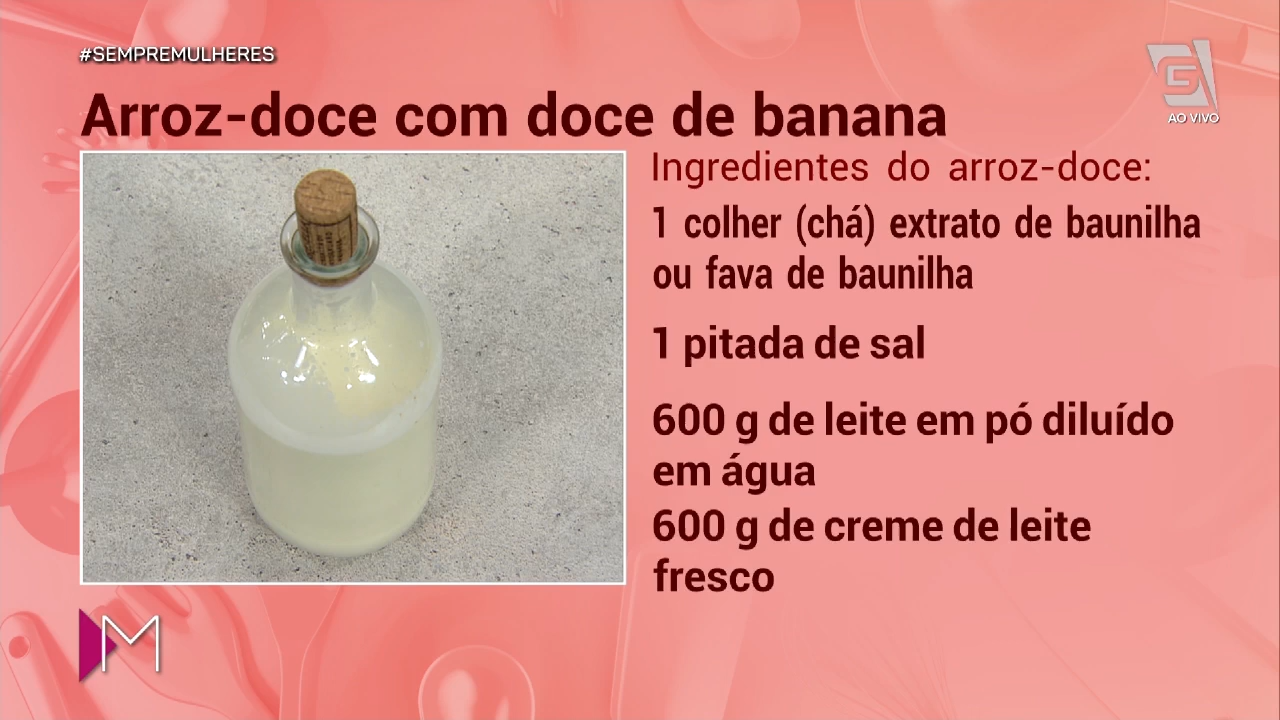 #SEMPREMULHERES
AO VIVO
Arroz-doce com doce de banana
Ingredientes do arroz-doce:
1 colher (chá) extrato de baunilha
ou fava de baunilha
1 pitada de sal
600 g de leite em pó diluído
em água
600 g de creme de leite
fresco
M